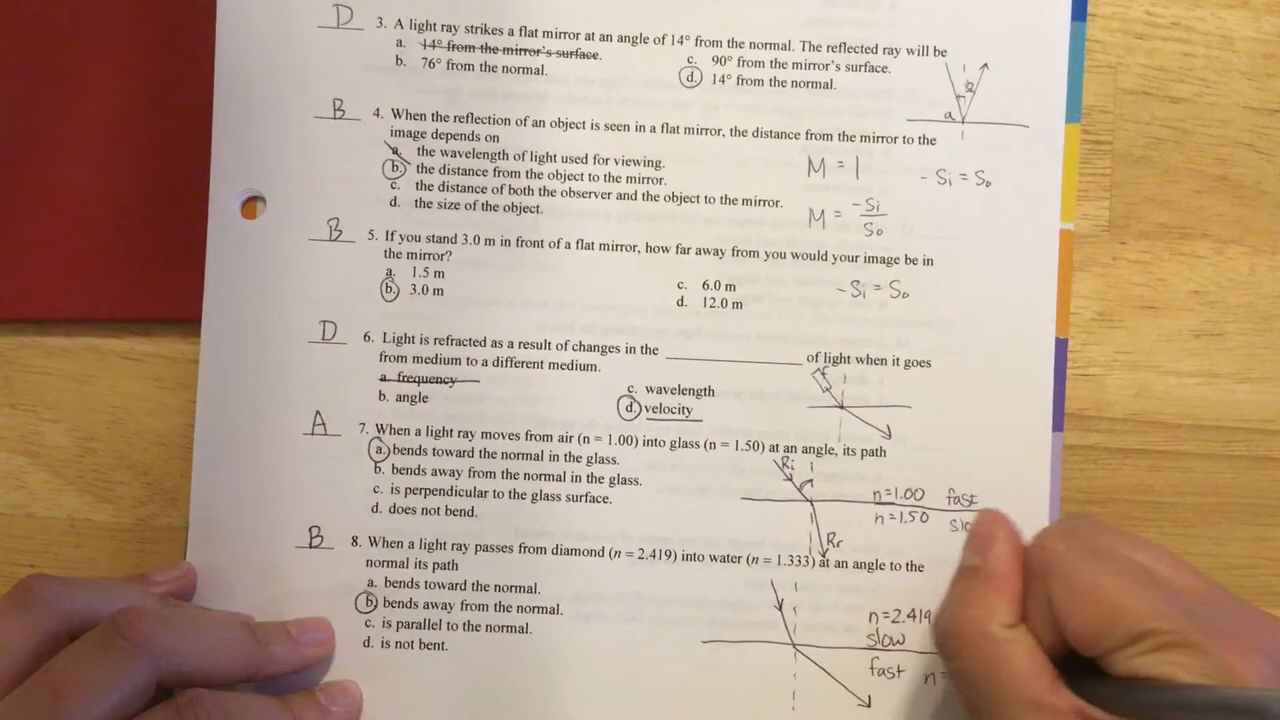 D 3. A light ray strikes a flat mirror at an angle of 14° from the normal. The reflected ray will be
a. 14° from the mirror's surface. c. 90° from the mirror's surface.
b. 76° from the normal. d. 14° from the normal.
a
B 4. When the reflection of an object is seen in a flat mirror, the distance from the mirror to the
image depends on
a. the wavelength of light used for viewing. M = 1
b. the distance from the object to the mirror. -Si = So
c. the distance of both the observer and the object to the mirror.
d. the size of the object. M = -Si/So
B 5. If you stand 3.0 m in front of a flat mirror, how far away from you would your image be in
the mirror?
a. 1.5 m c. 6.0 m -Si = So
b. 3.0 m d. 12.0 m
D 6. Light is refracted as a result of changes in the ______________ of light when it goes
from medium to a different medium.
a. frequency c. wavelength
b. angle d. velocity
A 7. When a light ray moves from air (n = 1.00) into glass (n = 1.50) at an angle, its path
a. bends toward the normal in the glass. Ri
b. bends away from the normal in the glass.
c. is perpendicular to the glass surface. n=1.00 fast
d. does not bend. n=1.50
Rr
B 8. When a light ray passes from diamond (n = 2.419) into water (n = 1.333) at an angle to the
normal its path
a. bends toward the normal.
b. bends away from the normal. n=2.419
c. is parallel to the normal. slow
d. is not bent. fast n=